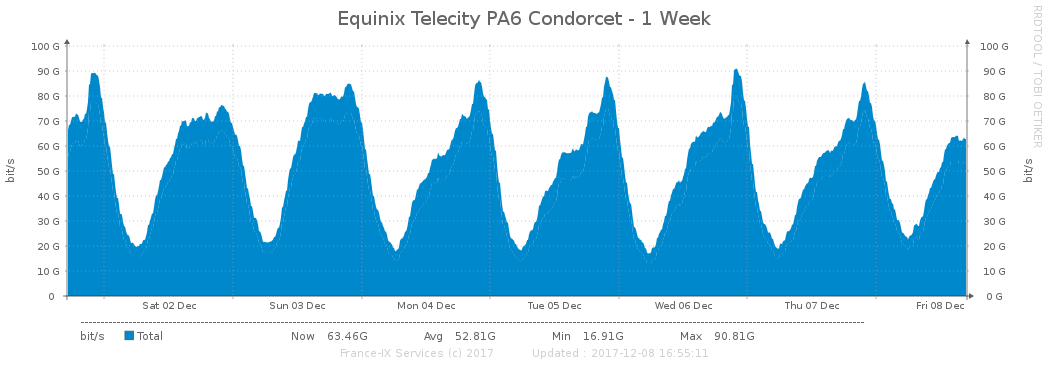 Equinix Telecity PA6 Condorcet - 1 Week
RRDTOOL / TOBI OETIKER
bit/s
100 G
90 G
80 G
70 G
60 G
50 G
40 G
30 G
20 G
10 G
0
100 G
90 G
80 G
70 G
60 G
50 G
40 G
30 G
20 G
10 G
0 G
bit/s
Sat 02 Dec Sun 03 Dec Mon 04 Dec Tue 05 Dec Wed 06 Dec Thu 07 Dec Fri 08 Dec
bit/s Total Now 63.46G Avg 52.81G Min 16.91G Max 90.81G
France-IX Services (c) 2017 Updated : 2017-12-08 16:55:11